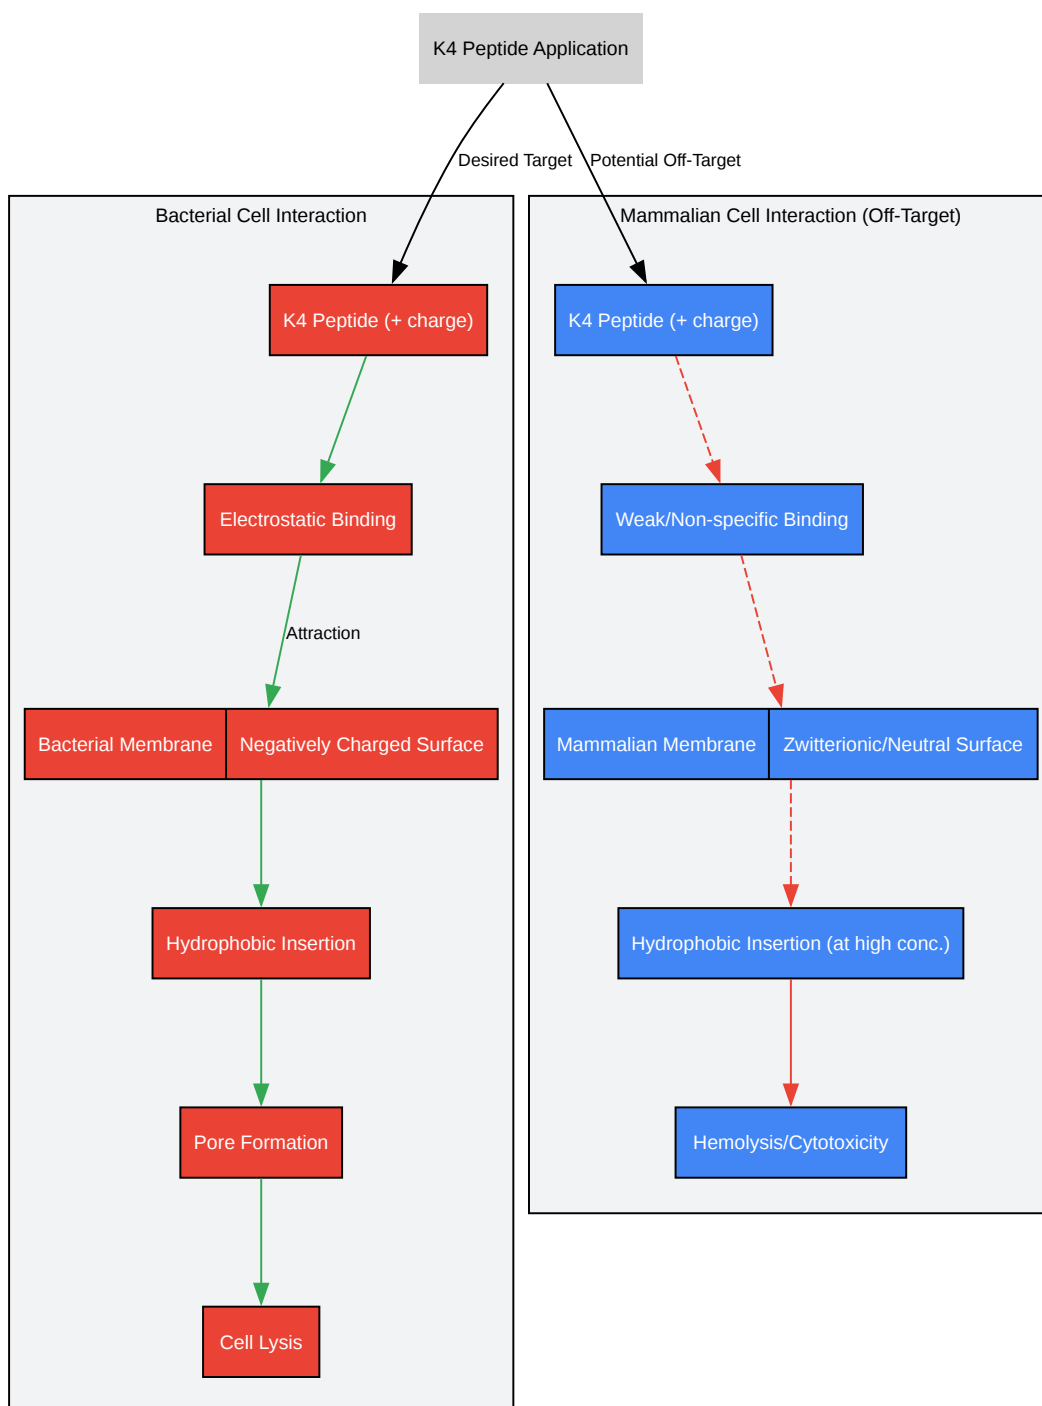 K4 Peptide Application
Desired Target
Potential Off-Target
Bacterial Cell Interaction
K4 Peptide (+ charge)
Electrostatic Binding
Attraction
Bacterial Membrane
Negatively Charged Surface
Hydrophobic Insertion
Pore Formation
Cell Lysis
Mammalian Cell Interaction (Off-Target)
K4 Peptide (+ charge)
Weak/Non-specific Binding
Mammalian Membrane
Zwitterionic/Neutral Surface
Hydrophobic Insertion (at high conc.)
Hemolysis/Cytotoxicity